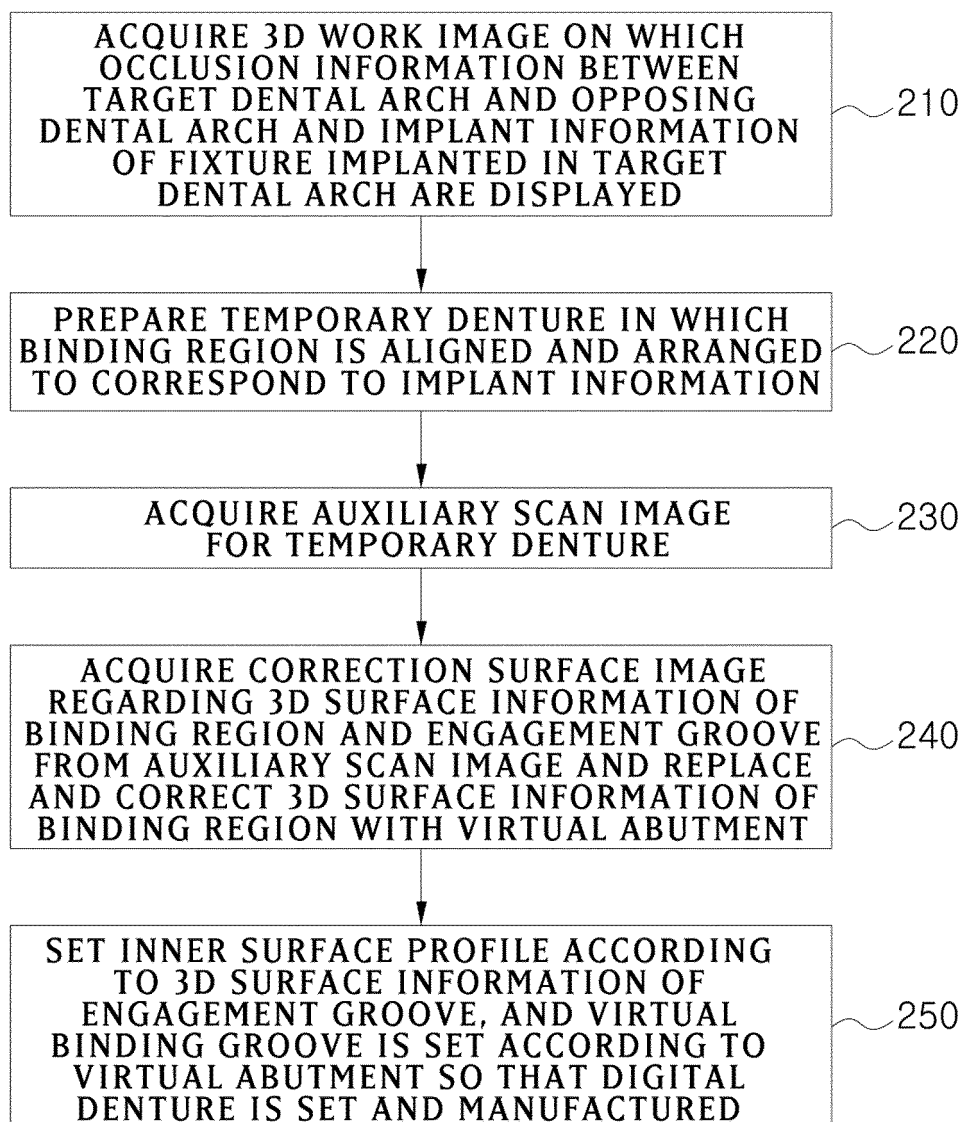 ACQUIRE 3D WORK IMAGE ON WHICH
OCCLUSION INFORMATION BETWEEN
TARGET DENTAL ARCH AND OPPOSING
DENTAL ARCH AND IMPLANT INFORMATION
OF FIXTURE IMPLANTED IN TARGET
DENTAL ARCH ARE DISPLAYED
210
PREPARE TEMPORARY DENTURE IN WHICH
BINDING REGION IS ALIGNED AND ARRANGED
TO CORRESPOND TO IMPLANT INFORMATION
220
ACQUIRE AUXILIARY SCAN IMAGE
FOR TEMPORARY DENTURE
230
ACQUIRE CORRECTION SURFACE IMAGE
REGARDING 3D SURFACE INFORMATION OF
BINDING REGION AND ENGAGEMENT GROOVE
FROM AUXILIARY SCAN IMAGE AND REPLACE
AND CORRECT 3D SURFACE INFORMATION OF
BINDING REGION WITH VIRTUAL ABUTMENT
240
SET INNER SURFACE PROFILE ACCORDING
TO 3D SURFACE INFORMATION OF
ENGAGEMENT GROOVE, AND VIRTUAL
BINDING GROOVE IS SET ACCORDING TO
VIRTUAL ABUTMENT SO THAT DIGITAL
DENTURE IS SET AND MANUFACTURED
250